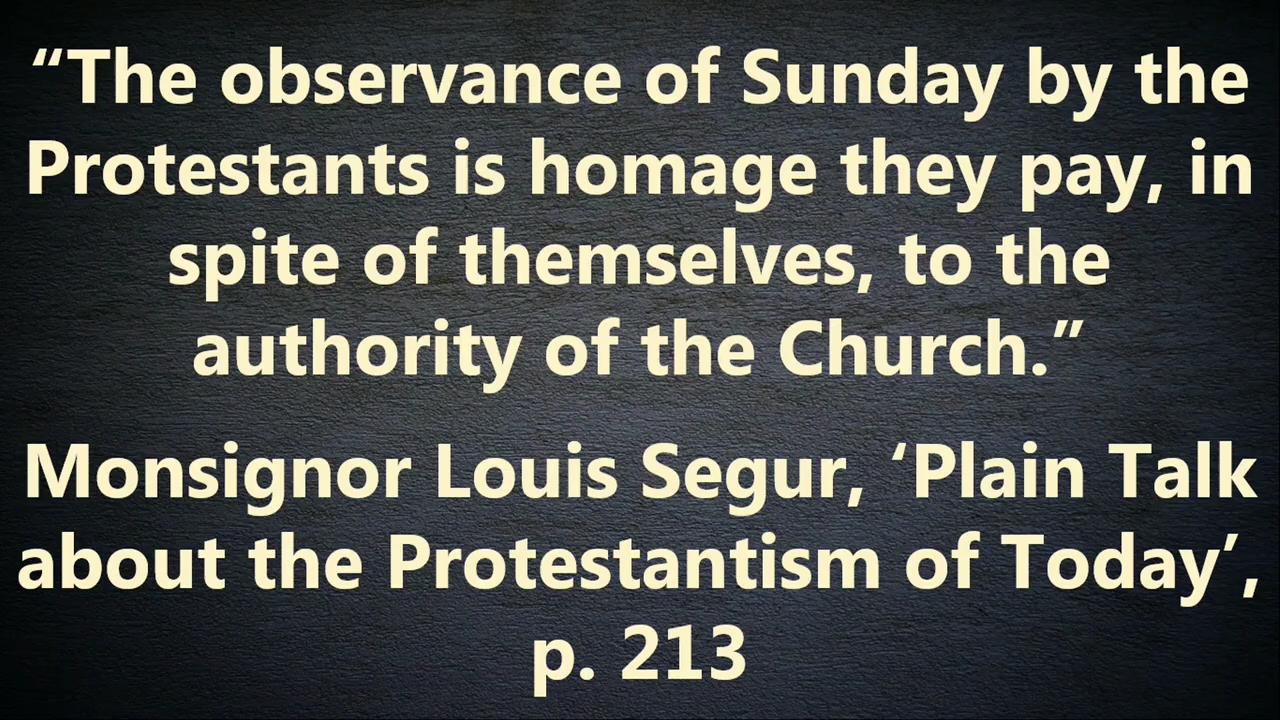 “The observance of Sunday by the
Protestants is homage they pay, in
spite of themselves, to the
authority of the Church.”
Monsignor Louis Segur, ‘Plain Talk
about the Protestantism of Today’,
p. 213